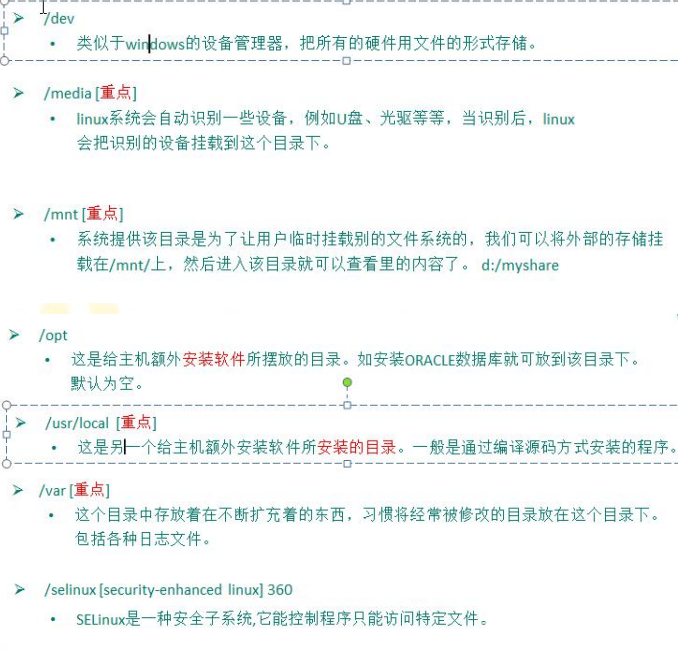 /dev
类似于windows的设备管理器，把所有的硬件用文件的形式存储。
/media [重点]
linux系统会自动识别一些设备，例如U盘、光驱等等，当识别后，linux
会把识别的设备挂载到这个目录下。
/mnt [重点]
系统提供该目录是为了让用户临时挂载别的文件系统的，我们可以将外部的存储挂
载在/mnt/上，然后进入该目录就可以查看里的内容了。 d:/myshare
/opt
这是给主机额外安装软件所摆放的目录。如安装ORACLE数据库就可放到该目录下。
默认为空。
/usr/local [重点]
这是另一个给主机额外安装软件所安装的目录。一般是通过编译源码方式安装的程序。
/var [重点]
这个目录中存放着在不断扩充着的东西，习惯将经常被修改的目录放在这个目录下。
包括各种日志文件。
/selinux [security-enhanced linux] 360
SELinux是一种安全子系统,它能控制程序只能访问特定文件。